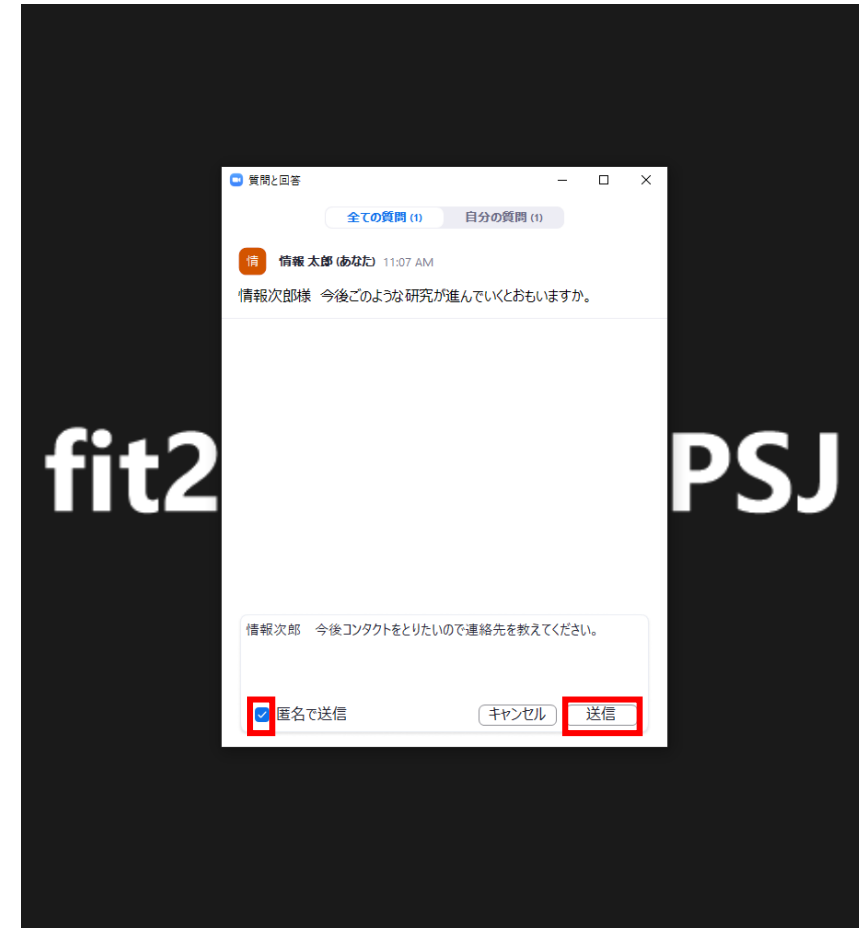 質問と回答
全ての質問 (1) 自分の質問 (1)
情 情報 太郎 (あなた) 11:07 AM
情報次郎様 今後ごのような研究が進んでいくとおもいますか。
fit2 PSJ
情報次郎 今後コンタクトをとりたいので連絡先を教えてください。
匿名で送信 キャンセル 送信